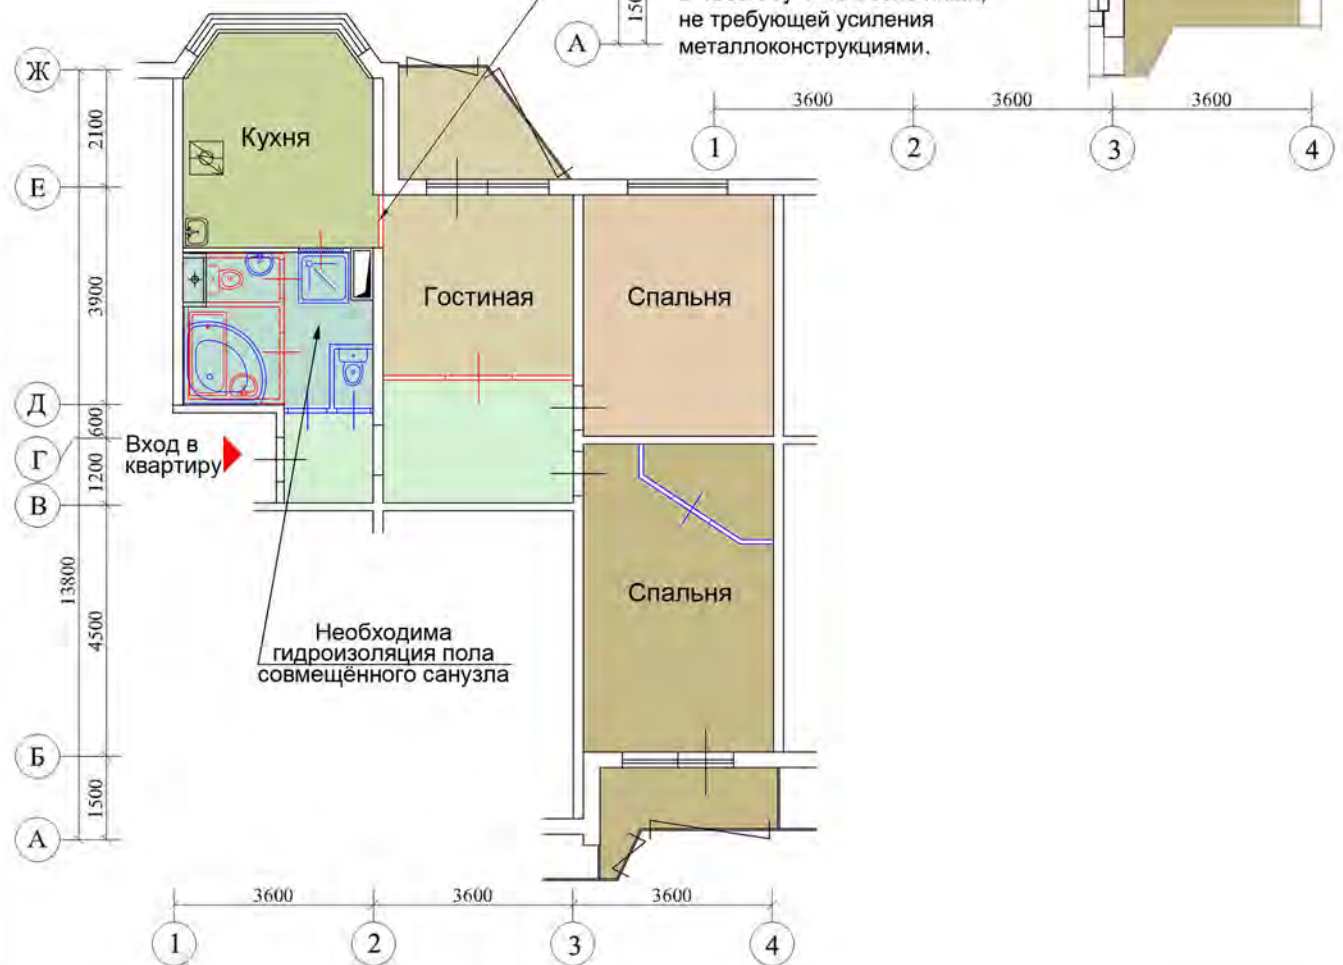 не требующей усиления
металлоконструкциями.
А
3600
3600
3600
1
2
3
4
Ж
2100
Е
3900
Д
600
Г
1200
В
13800
4500
Б
1500
А
Кухня
Гостиная
Спальня
Вход в
квартиру
Спальня
Необходима
гидроизоляция пола
совмещённого санузла
3600
3600
3600
1
2
3
4